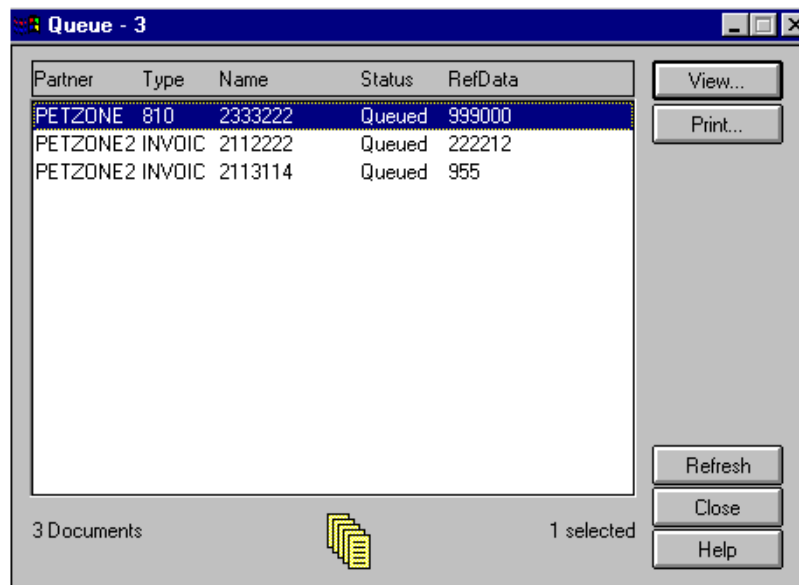 Queue - 3
Partner Type Name Status RefData
PETZONE 810 2333222 Queued 999000
PETZONE2 INVOIC 2112222 Queued 222212
PETZONE2 INVOIC 2113114 Queued 955
View...
Print...
Refresh
Close
Help
3 Documents
1 selected